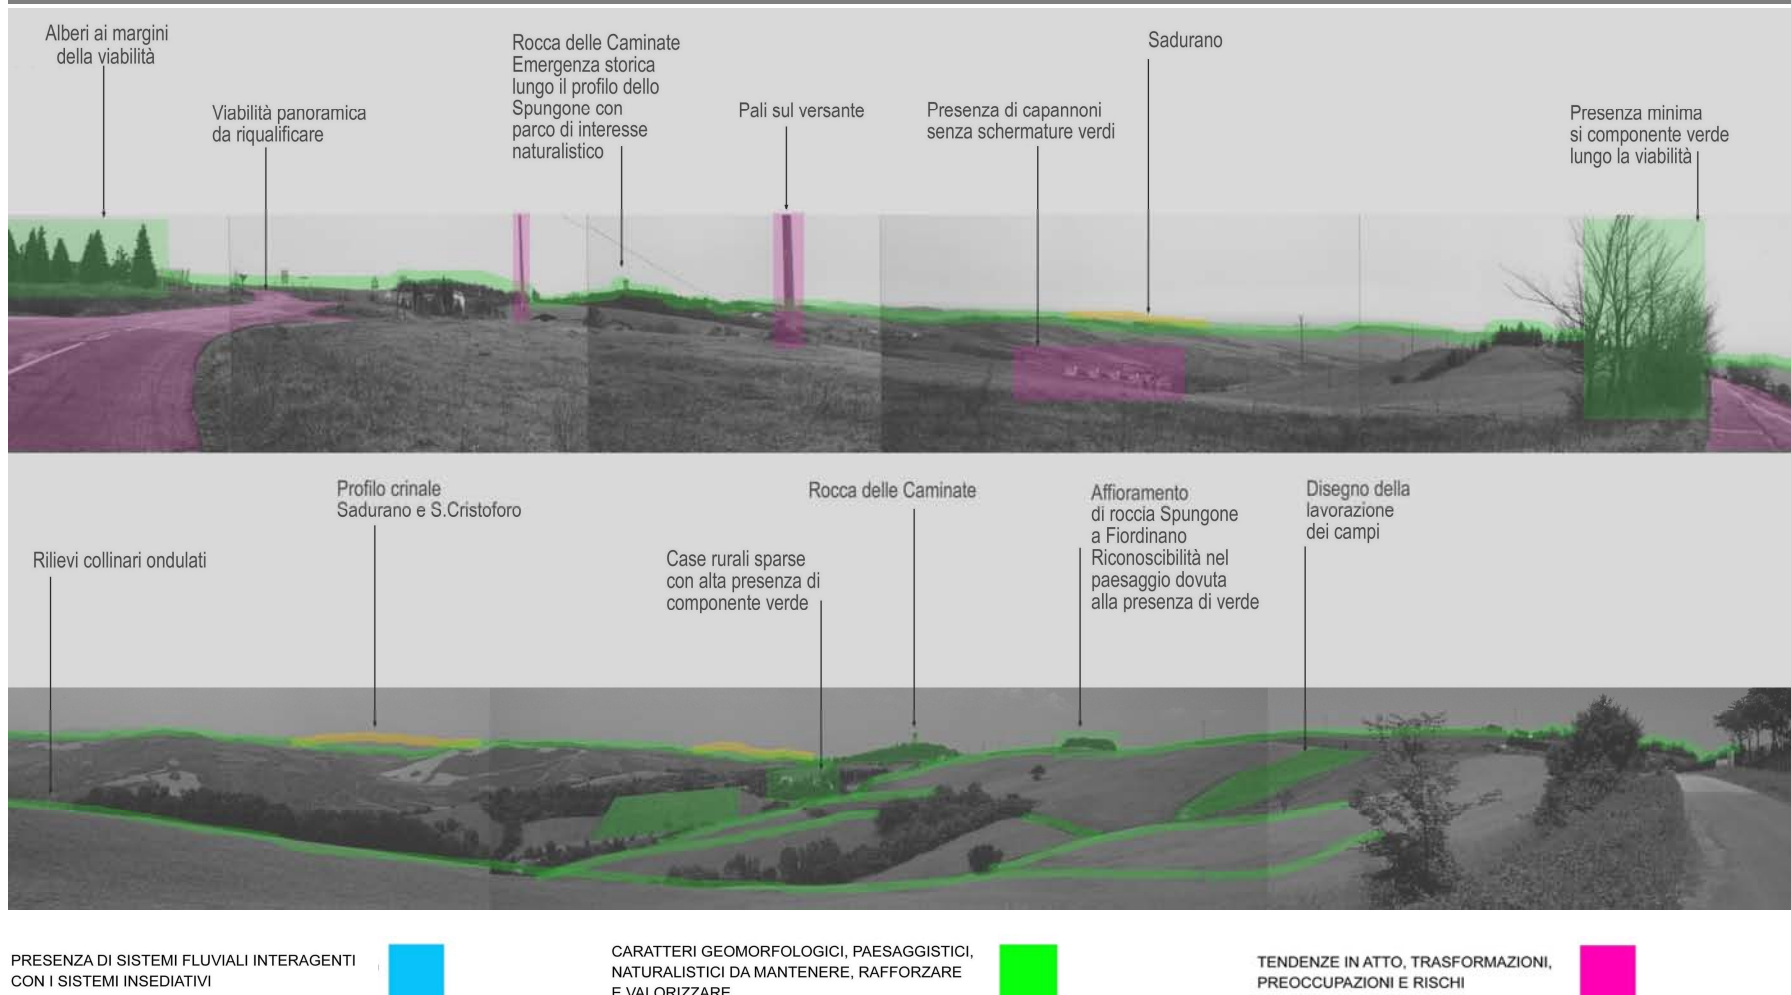 Alberi ai margini
della viabilità
Viabilità panoramica
da riqualificare
Rocca delle Caminate
Emergenza storica
lungo il profilo dello
Spungone con
parco di interesse
naturalistico
Pali sul versante
Presenza di capannoni
senza schermature verdi
Sadurano
Presenza minima
si componente verde
lungo la viabilità
Rilievi collinari ondulati
Profilo crinale
Sadurano e S.Cristoforo
Case rurali sparse
con alta presenza di
componente verde
Rocca delle Caminate
Affioramento
di roccia Spungone
a Fiordinano
Riconoscibilità nel
paesaggio dovuta
alla presenza di verde
Disegno della
lavorazione
dei campi
PRESENZA DI SISTEMI FLUVIALI INTERAGENTI
CON I SISTEMI INSEDIATIVI
CARATTERI GEOMORFOLOGICI, PAESAGGISTICI,
NATURALISTICI DA MANTENERE, RAFFORZARE
E VALORIZZARE
TENDENZE IN ATTO, TRASFORMAZIONI,
PREOCCUPAZIONI E RISCHI